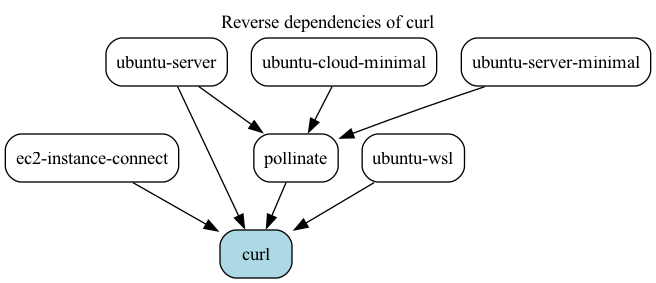 Reverse dependencies of curl
ubuntu-server
ubuntu-cloud-minimal
ubuntu-server-minimal
ec2-instance-connect
pollinate
ubuntu-wsl
curl